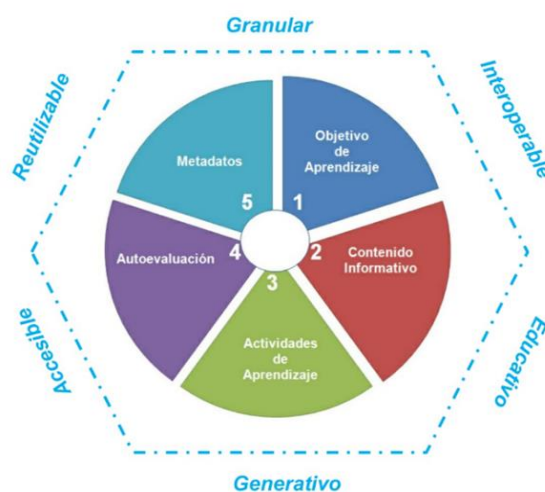 Granular
Interoperable
Educativo
Generativo
Accesible
Reutilizable
Objetivo
de
Aprendizaje
1
Contenido
Informativo
2
Actividades
de
Aprendizaje
3
Autoevaluación
4
Metadatos
5